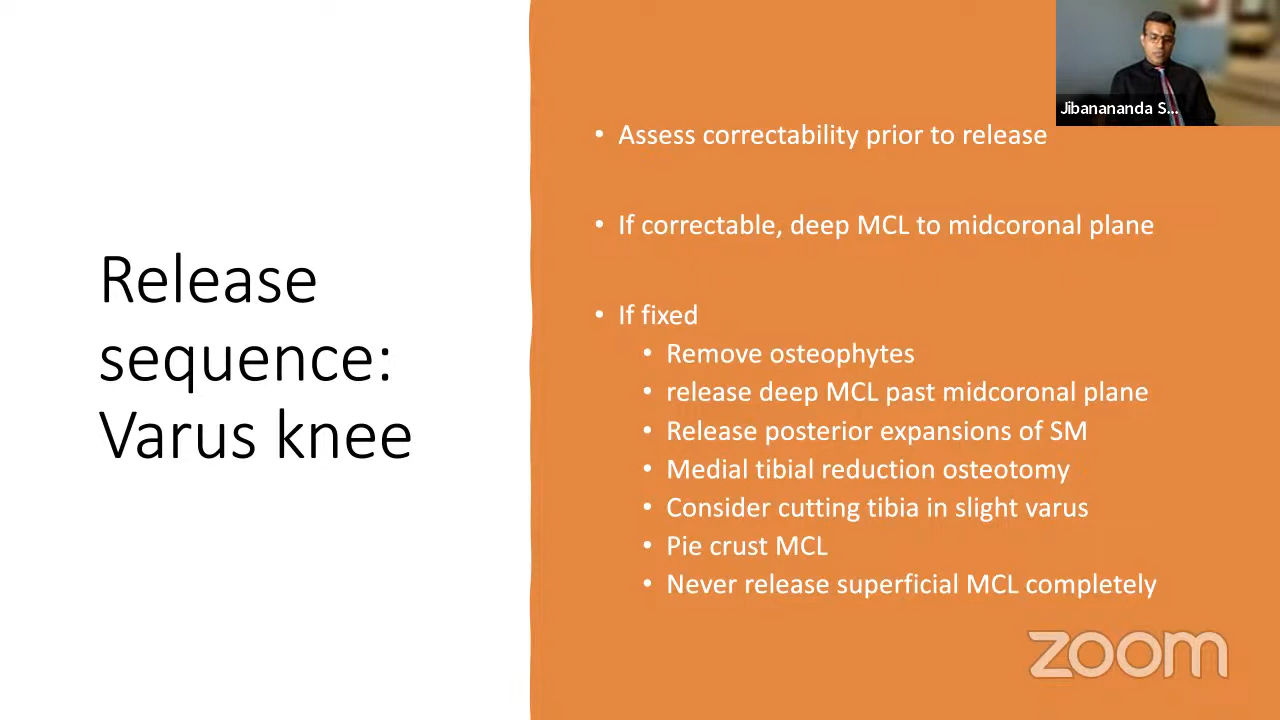 Jibanananda S...
Release
sequence:
Varus knee
• Assess correctability prior to release
• If correctable, deep MCL to midcoronal plane
• If fixed
• Remove osteophytes
• release deep MCL past midcoronal plane
• Release posterior expansions of SM
• Medial tibial reduction osteotomy
• Consider cutting tibia in slight varus
• Pie crust MCL
• Never release superficial MCL completely
zoom